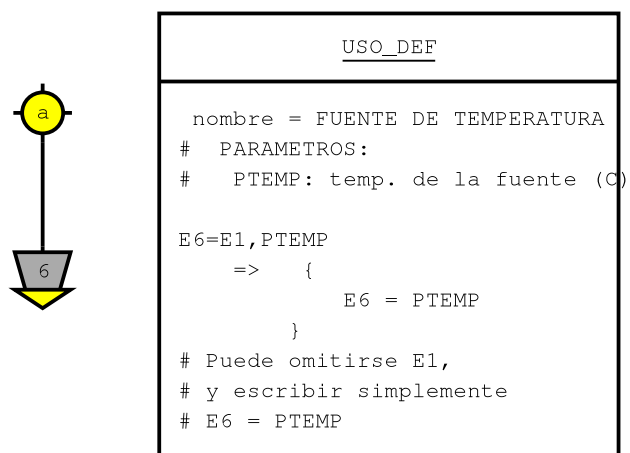 USO_DEF
a
nombre = FUENTE DE TEMPERATURA
# PARAMETROS:
# PTEMP: temp. de la fuente (C)
E6=E1,PTEMP
6
=> {
E6 = PTEMP
}
# Puede omitirse E1,
# y escribir simplemente
# E6 = PTEMP